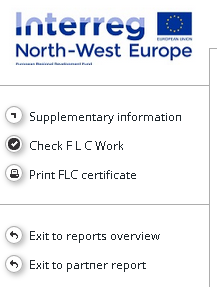 Interreg
EUROPEAN UNION
North-West Europe
European Regional Development Fund
Supplementary information
Check F L C Work
Print FLC certificate
Exit to reports overview
Exit to partner report